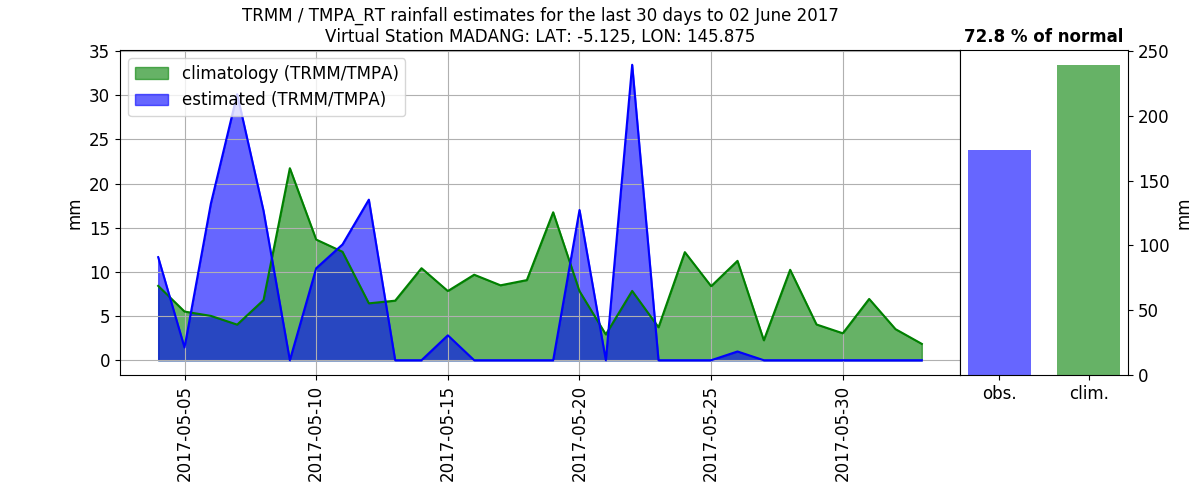 TRMM / TMPA_RT rainfall estimates for the last 30 days to 02 June 2017
Virtual Station MADANG: LAT: -5.125, LON: 145.875
72.8 % of normal
climatology (TRMM/TMPA)
estimated (TRMM/TMPA)
35
30
25
20
15
10
5
0
mm
2017-05-05
2017-05-10
2017-05-15
2017-05-20
2017-05-25
2017-05-30
obs.
clim.
250
200
150
100
50
0
mm